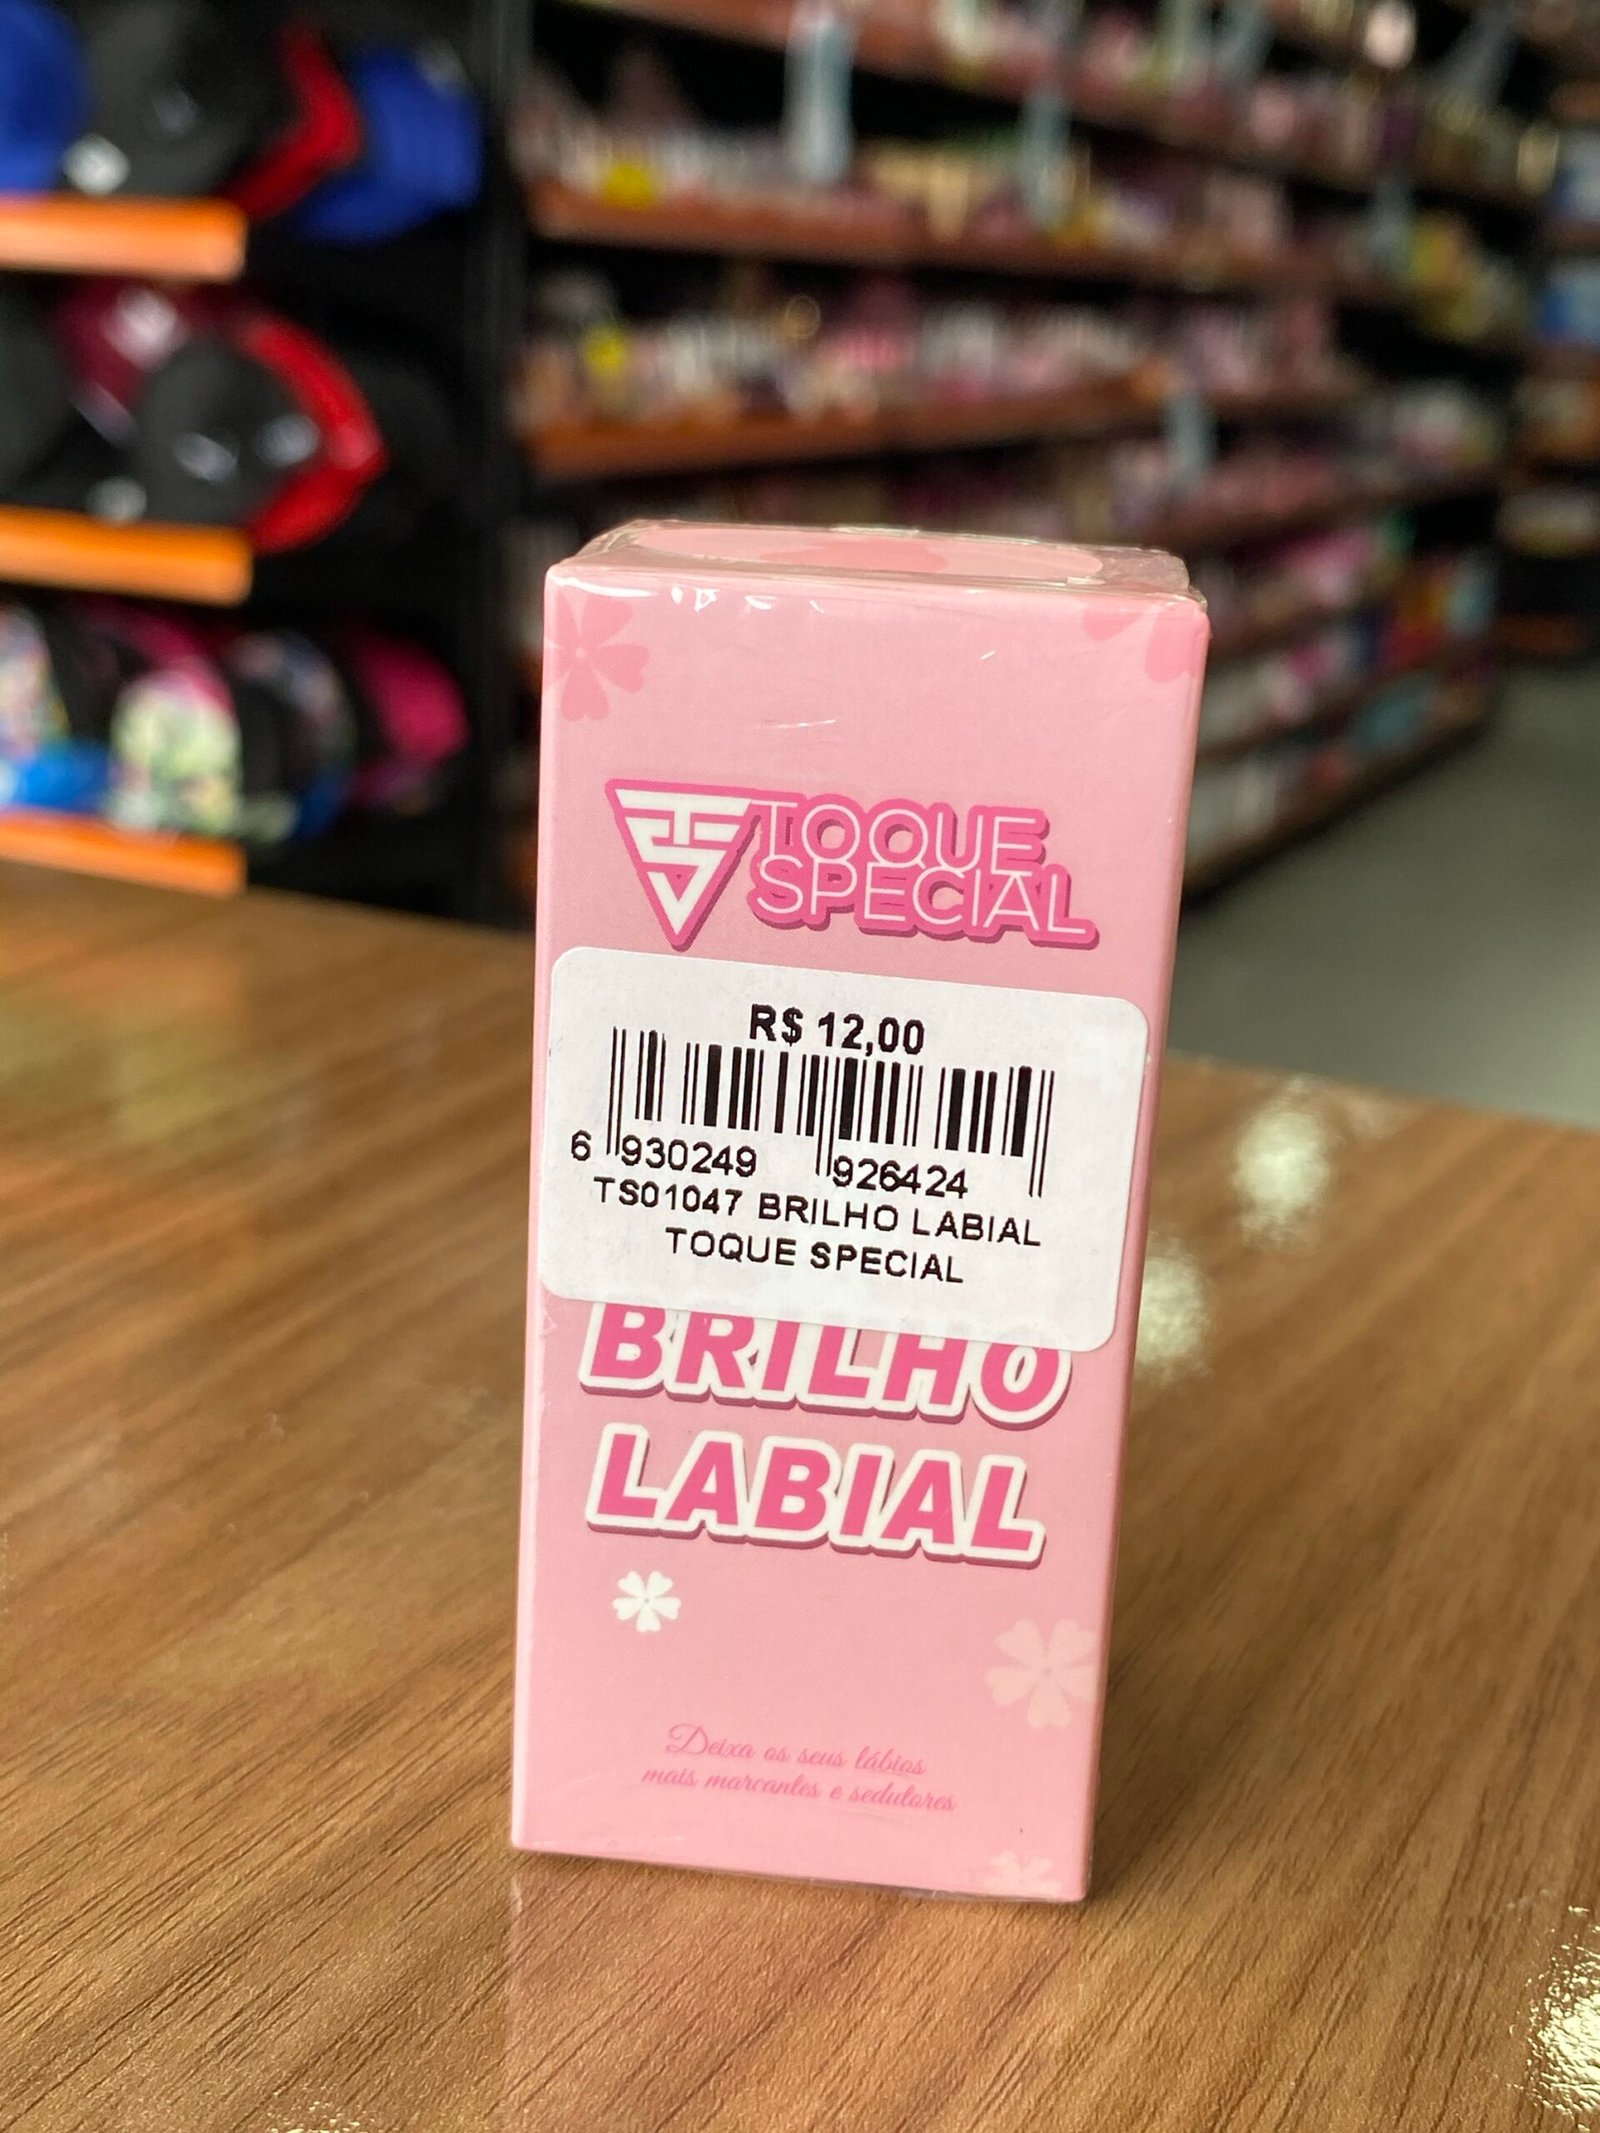 TS TOQUE
SPECIAL
R$ 12,00
6 930249 926424
TS01047 BRILHO LABIAL
TOQUE SPECIAL
BRILHO
LABIAL
Deixa os seus lábios
mais marcantes e sedutores